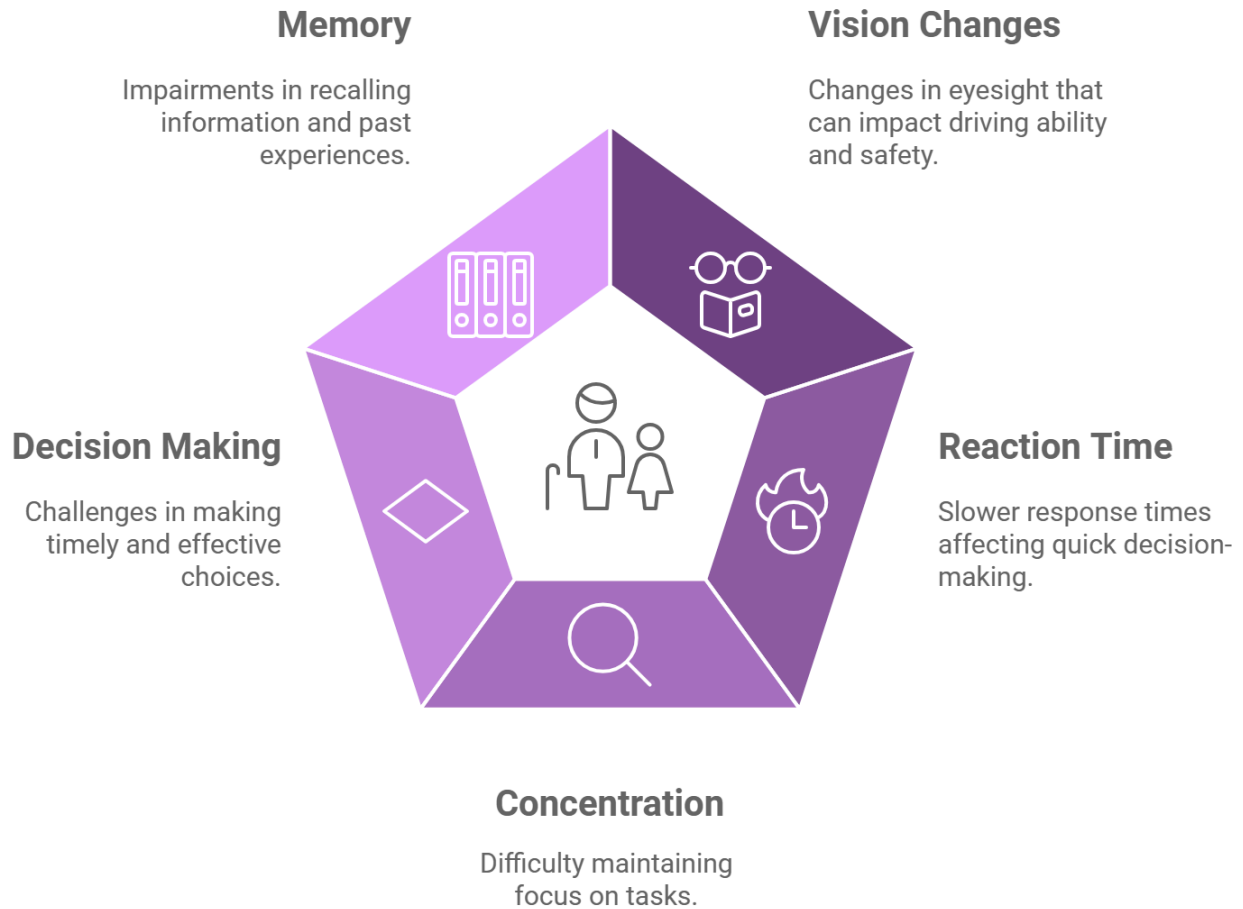 Memory
Impairments in recalling
information and past
experiences.
Vision Changes
Changes in eyesight that
can impact driving ability
and safety.
Decision Making
Challenges in making
timely and effective
choices.
Reaction Time
Slower response times
affecting quick decision-
making.
Concentration
Difficulty maintaining
focus on tasks.